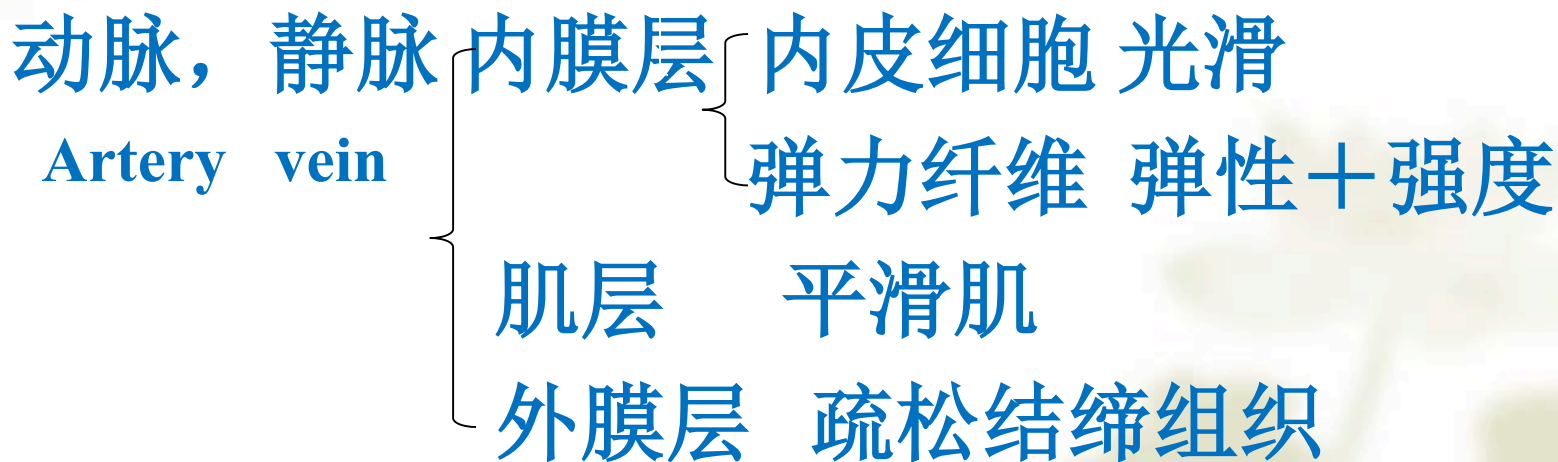 动脉，静脉 内膜层 内皮细胞 光滑
Artery vein 弹力纤维 弹性＋强度
肌层 平滑肌
外膜层 疏松结缔组织